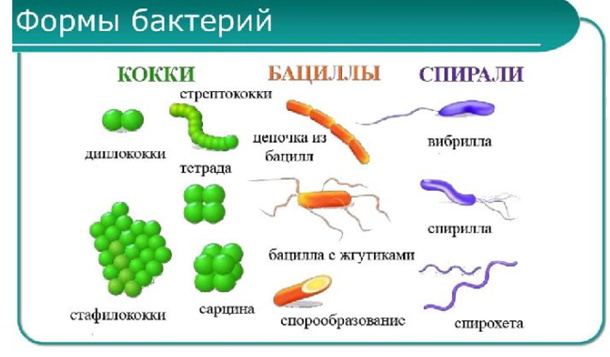 Формы бактерий
КОККИ
БАЦИЛЛЫ
СПИРАЛИ
стрептококки
диплококки
тетрада
стафилококки
сарцина
цепочка из
бацилл
бацилла с жгутиками
спорообразование
вибрилла
спирилла
спирохета